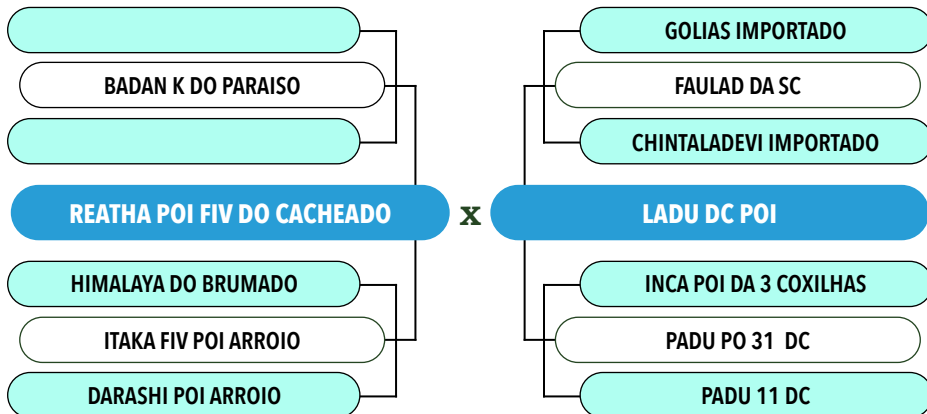 GOLIAS IMPORTADO
BADAN K DO PARAISO
FAULAD DA SC
CHINTALADEVI IMPORTADO
REATHA POI FIV DO CACHEADO
X
LADU DC POI
HIMALAYA DO BRUMADO
INCA POI DA 3 COXILHAS
ITAKA FIV POI ARROIO
PADU PO 31 DC
DARASHI POI ARROIO
PADU 11 DC